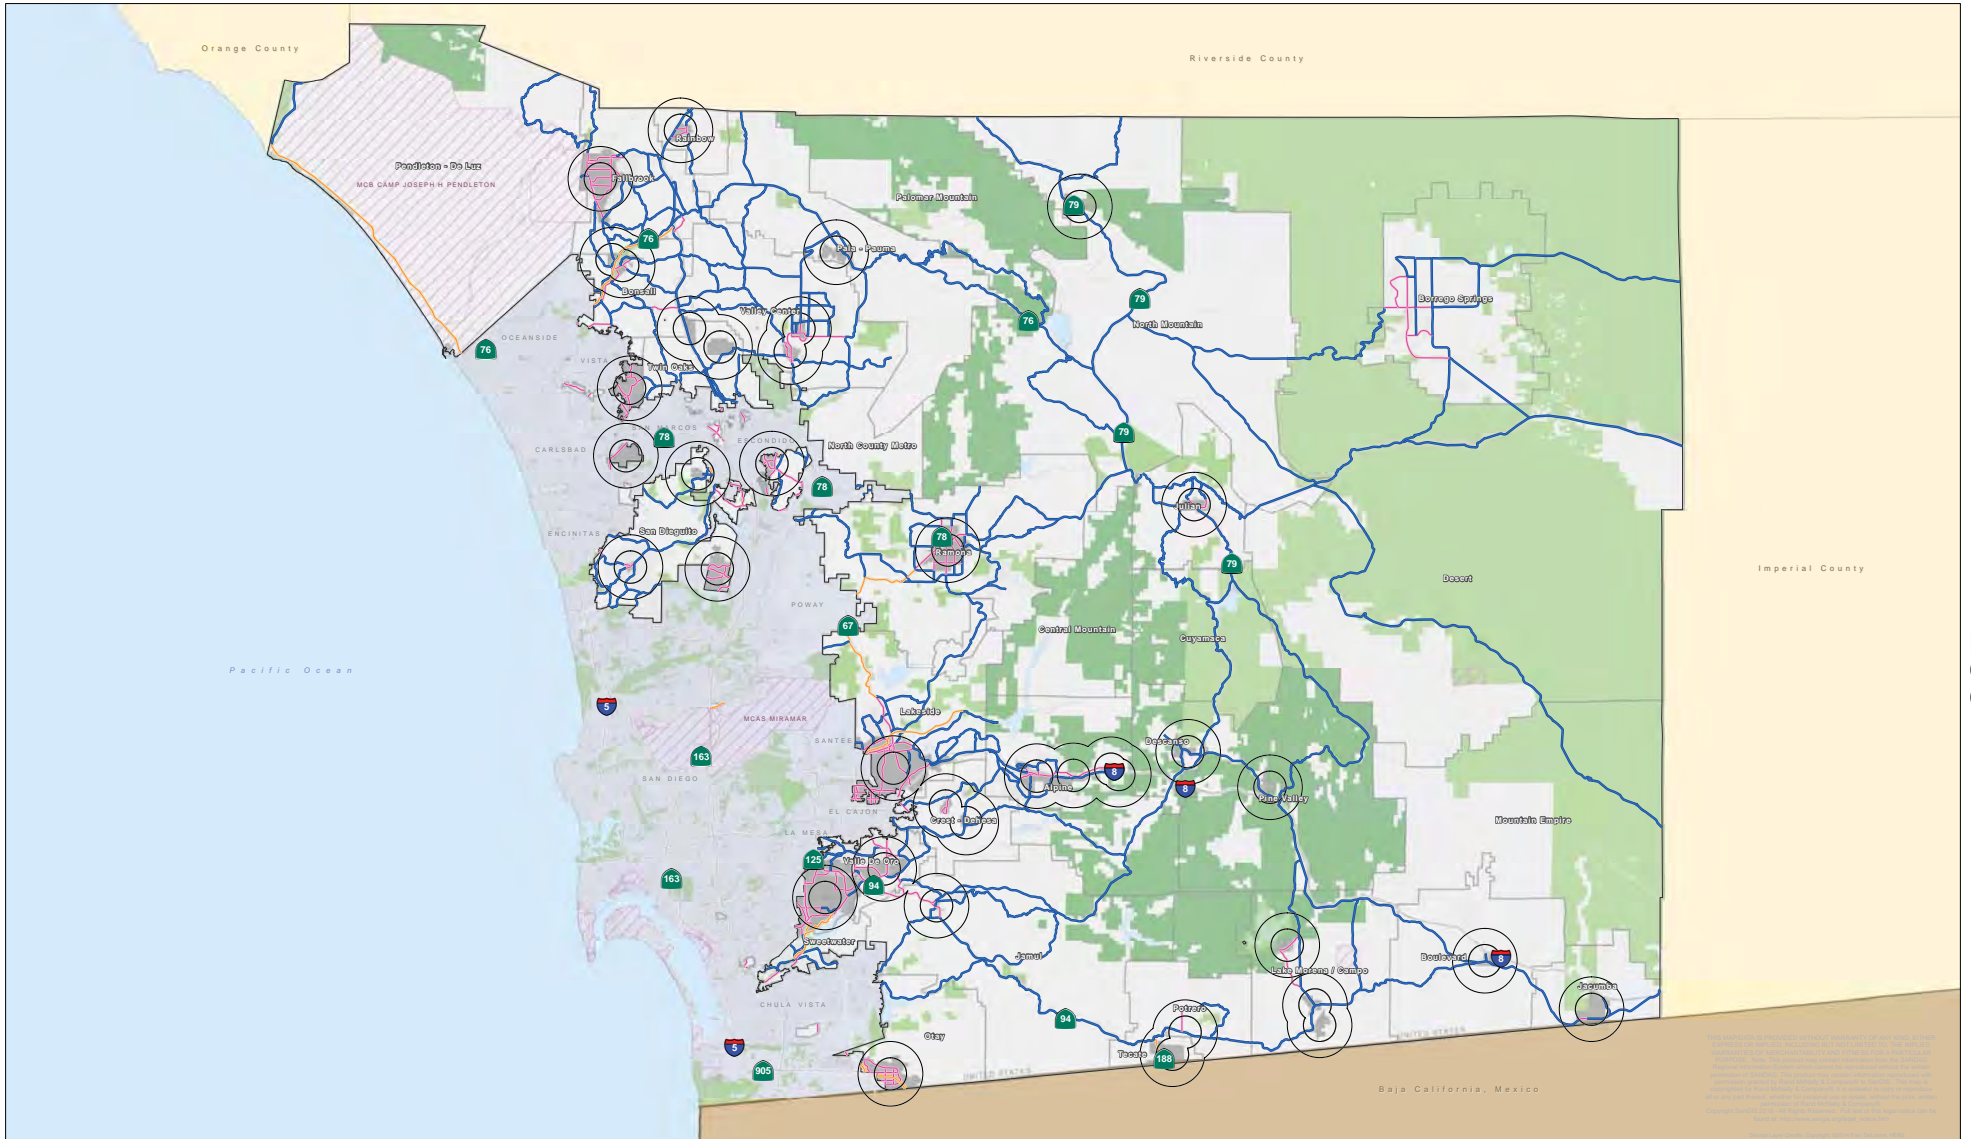 Orange County
Riverside County
Rainbow
Pendleton - De Luz
Fallbrook
MCB CAMP JOSEPH H PENDLETON
Palomar Mountain
79
76
Pala - Pauma
Bonsall
79
Borrego Springs
Valley Center
76
North Mountain
OCEANSIDE
76
VISTA
Twin Oaks
SAN MARCOS
78
79
ESCONDIDO
North County Metro
CARLSBAD
78
Julian
ENCINITAS
San Dieguito
78
Ramona
79
Imperial County
Desert
POWAY
67
Central Mountain
Cuyamaca
Pacific Ocean
5
Lakeside
MCAS MIRAMAR
SANTEE
Descanso
163
8
SAN DIEGO
Alpine
8
Pine Valley
EL CAJON
Crest - Dehesa
Mountain Empire
LA MESA
125
Valle De Oro
163
94
Sweetwater
Jamul
Boulevard
8
Lake Morena / Campo
Jacumba
CHULA VISTA
Potrero
94
Otay
UNITED STATES
5
Tecate
188
905
UNITED STATES
Baja California, Mexico